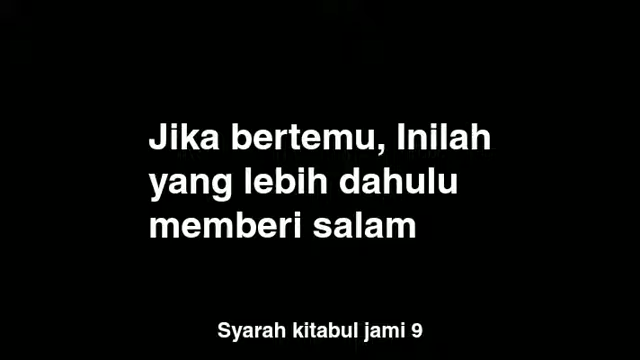 Jika bertemu, Inilah
yang lebih dahulu
memberi salam
Syarah kitabul jami 9